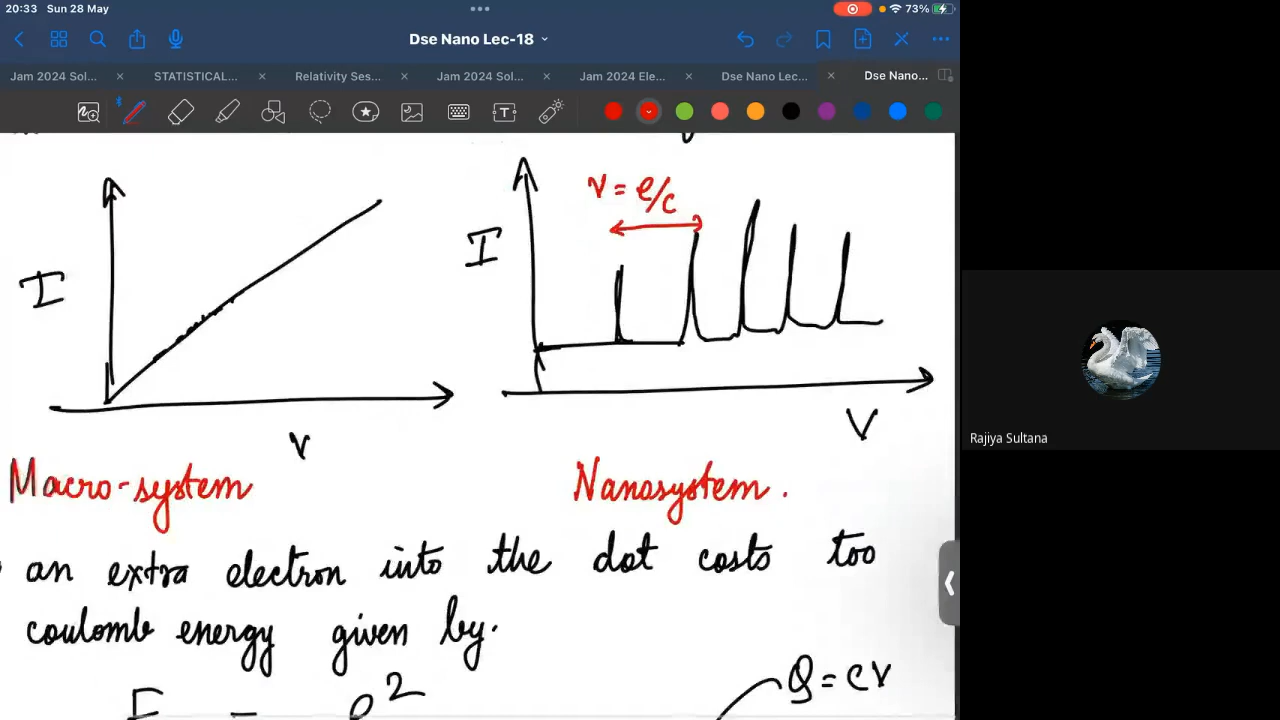 20:33 Sun 28 May
73%
Dse Nano Lec-18
Jam 2024 Sol...
STATISTICAL...
Relativity Ses...
Jam 2024 Sol...
Jam 2024 Ele...
Dse Nano Lec...
Dse Nano...
I
V
I
V = e/c
V
Macro-system
Nanosystem.
an extra electron into the dot costs too
coulomb energy given by.
Q = CV
E = e2
Rajiya Sultana